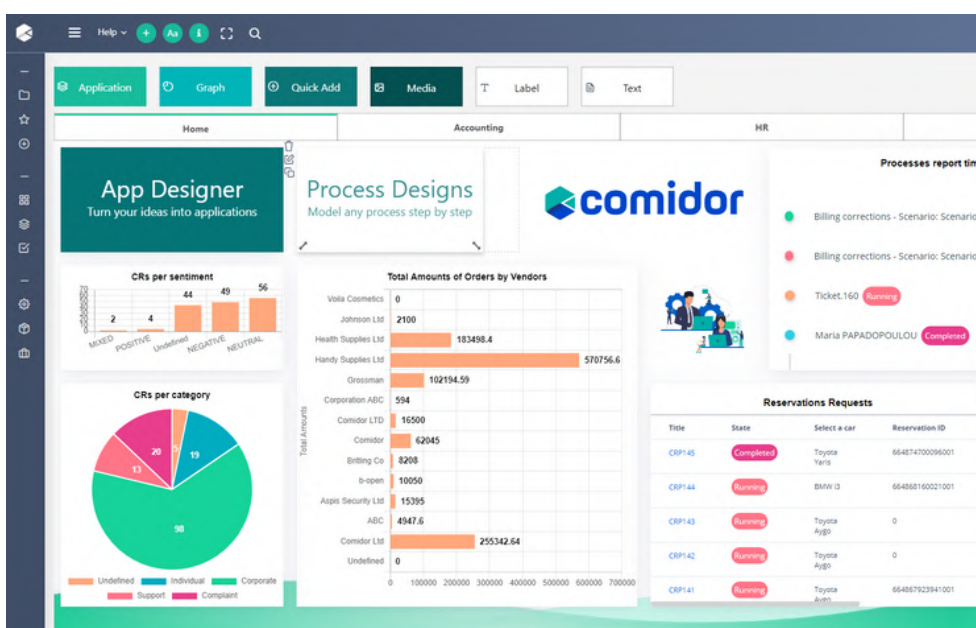 Help
Aa
i
Application
Graph
Quick Add
Media
T Label
Text
Home
Accounting
HR
App Designer
Turn your ideas into applications
Process Designs
Model any process step by step
comidor
Processes report tim
Billing corrections - Scenario: Scenario
Billing corrections - Scenario: Scenario
Ticket.160 Running
Maria PAPADOPOULOU Completed
CRs per sentiment
70
2
4
44
49
56
0
MIXED
POSITIVE
Undefined
NEGATIVE
NEUTRAL
CRs per category
5
19
98
13
20
Undefined
Individual
Corporate
Support
Complaint
Total Amounts of Orders by Vendors
Total Amounts
Voila Cosmetics 0
Johnson Ltd 2100
Health Supplies Ltd 183498.4
Handy Supplies Ltd 570756.6
Grossman 102194.59
Corporation ABC 594
Comidor LTD 16500
Comidor 62045
Britting Co 8208
b-open 10050
Aspis Security Ltd 15395
ABC 4947.6
Comidor Ltd 255342.64
Undefined 0
0 100000 200000 300000 400000 500000 600000 700000
Reservations Requests
Title State Select a car Reservation ID
CRP145 Completed Toyota Yaris 664874700096001
CRP144 Running BMW i3 664868160021001
CRP143 Running Toyota Aygo 0
CRP142 Running Toyota Aygo 0
CRP141 Running Toyota Aygo 664867923941001